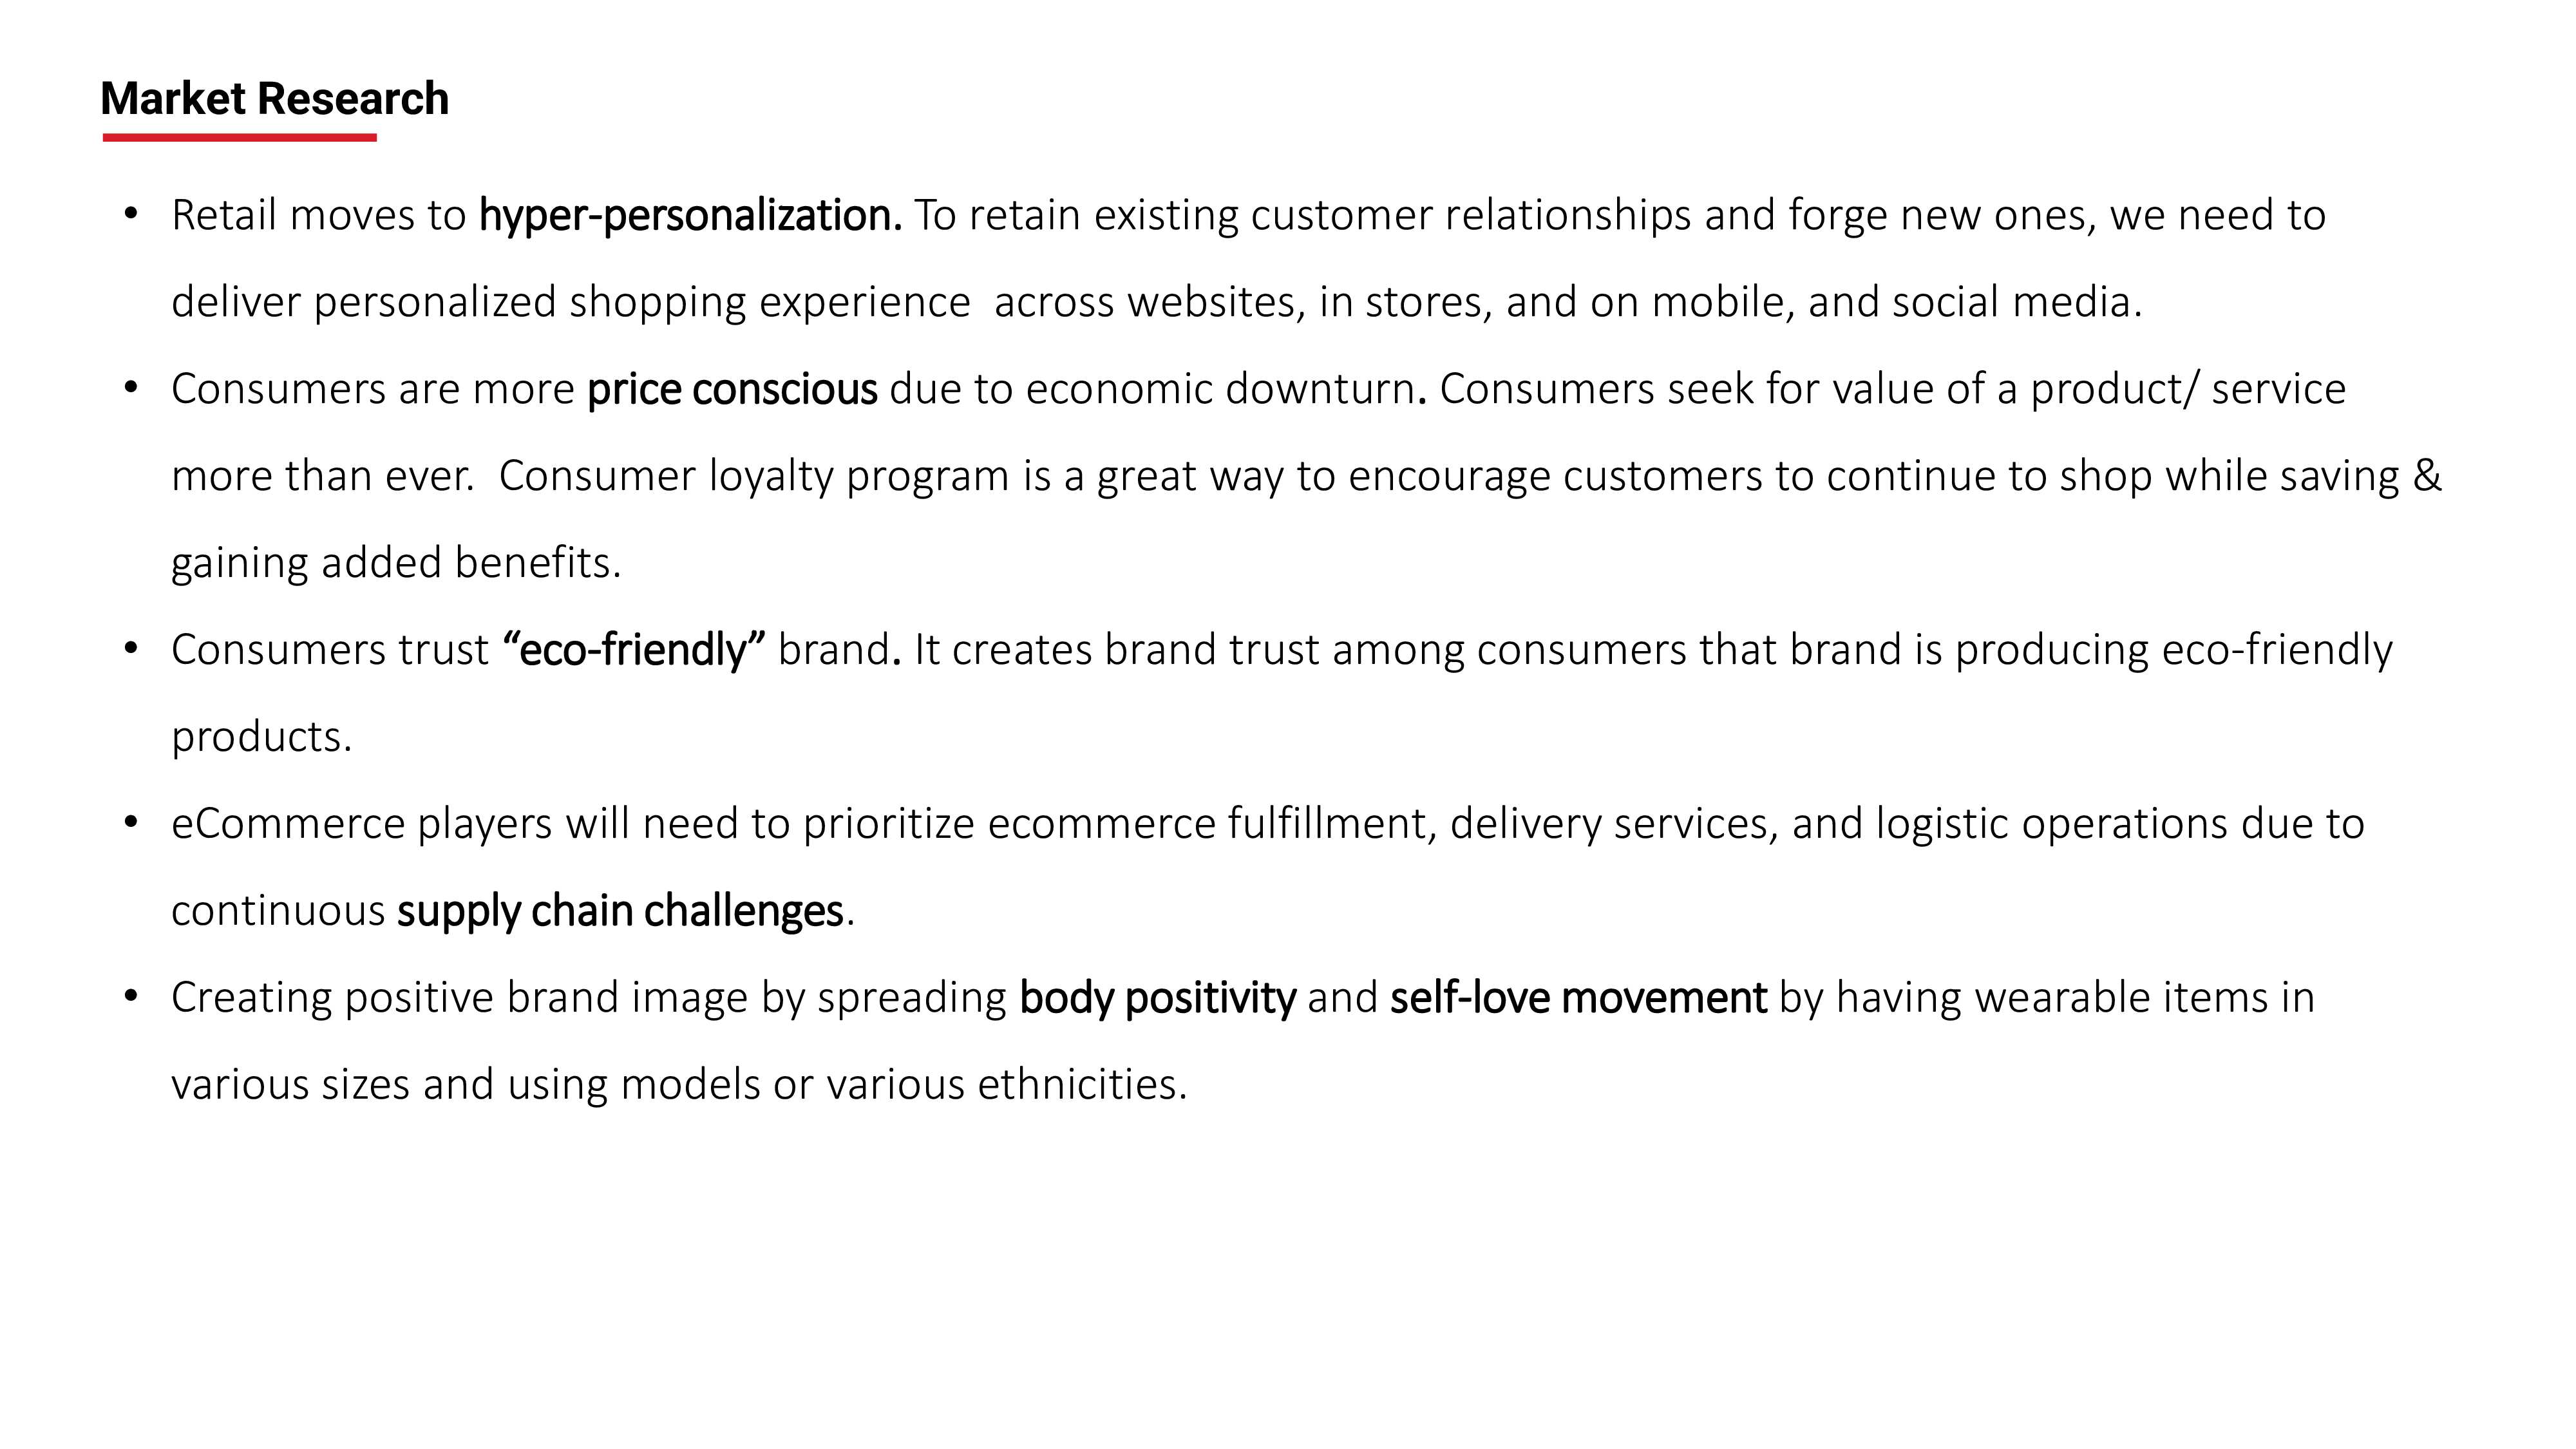 Market Research
• Retail moves to hyper-personalization. To retain existing customer relationships and forge new ones, we need to
deliver personalized shopping experience  across websites, in stores, and on mobile, and social media.
• Consumers are more price conscious due to economic downturn. Consumers seek for value of a product/ service
more than ever.  Consumer loyalty program is a great way to encourage customers to continue to shop while saving &
gaining added benefits.
• Consumers trust “eco-friendly” brand. It creates brand trust among consumers that brand is producing eco-friendly
products.
• eCommerce players will need to prioritize ecommerce fulfillment, delivery services, and logistic operations due to
continuous supply chain challenges.
• Creating positive brand image by spreading body positivity and self-love movement by having wearable items in
various sizes and using models or various ethnicities.